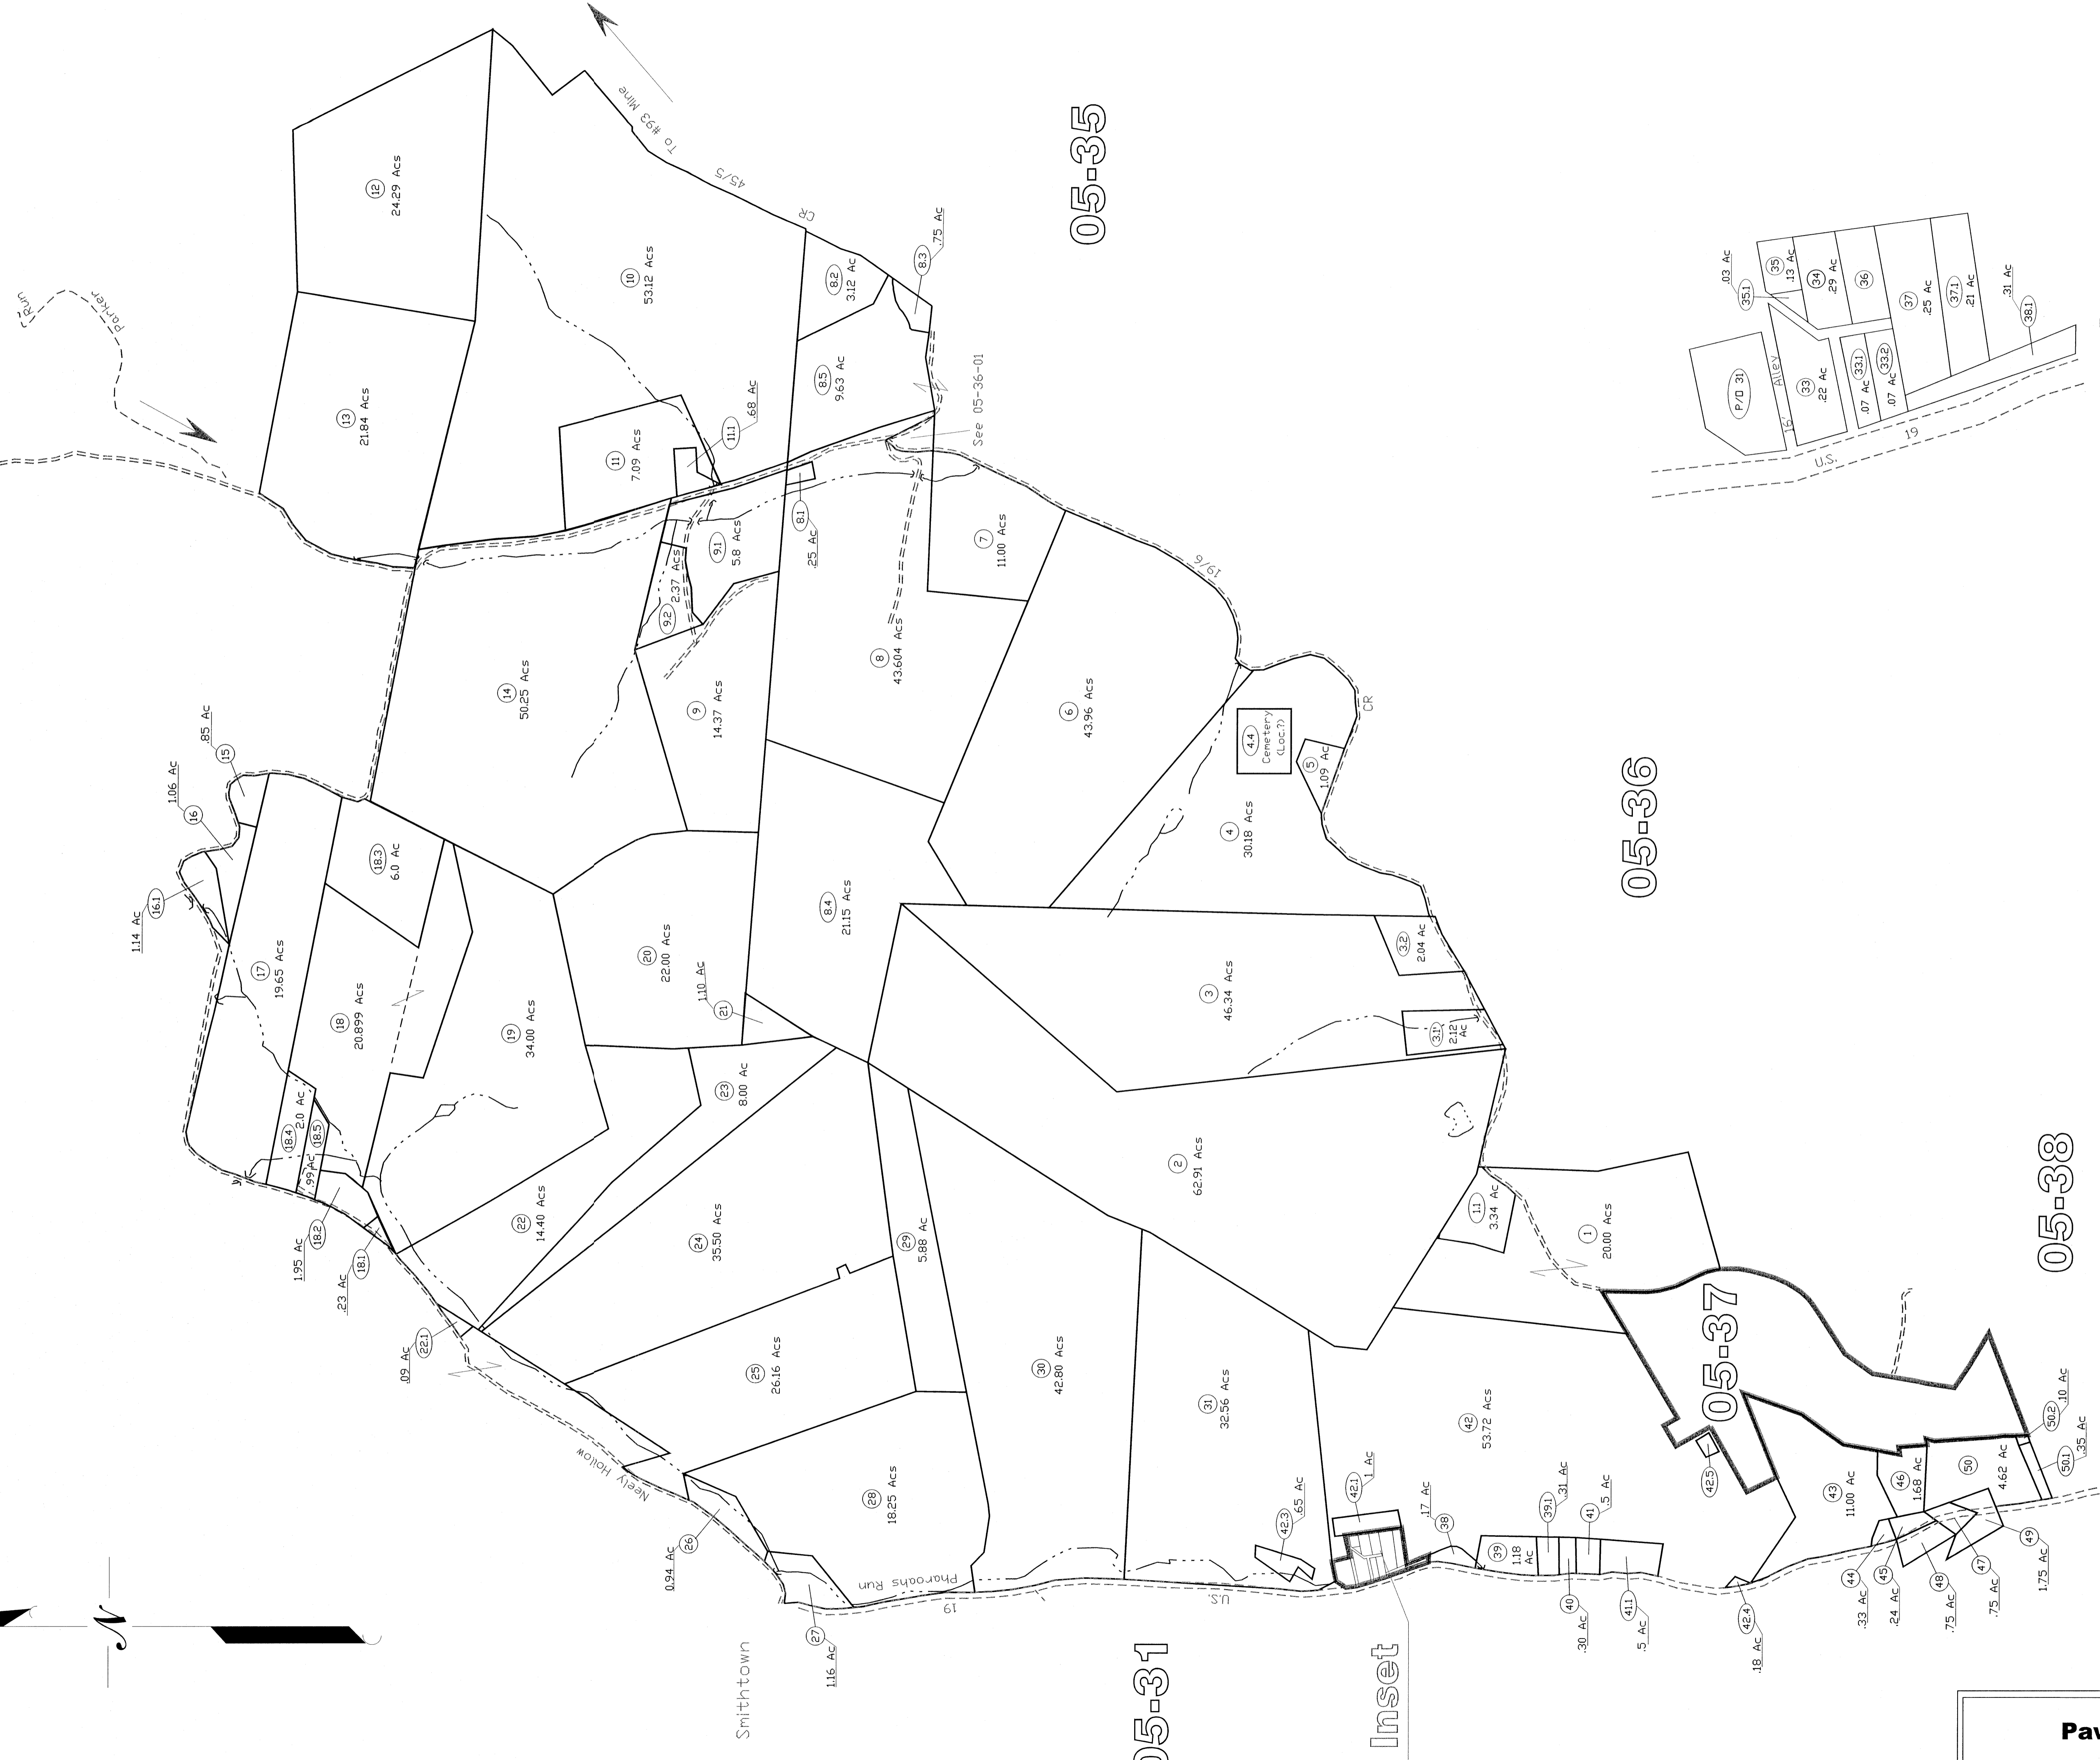 Run
Parker
To #93 Mine
45/5
CR
05-35
12
24.29 Acs
13
21.84 Acs
10
53.12 Acs
11
7.09 Acs
11.1
.68 Ac
8.2
3.12 Ac
8.3
.75 Ac
8.5
9.63 Ac
See 05-36-01
8.1
.25 Ac
9.1
5.8 Acs
9.2
2.37 Acs
9
14.37 Acs
14
50.25 Acs
8
43.604 Acs
7
11.00 Acs
19/6
6
43.96 Acs
4.4
Cemetery
(Loc.?)
5
1.09 Ac
CR
4
30.18 Acs
15
.85 Ac
16
1.06 Ac
16.1
1.14 Ac
17
19.65 Acs
18.3
6.0 Ac
18
20.899 Acs
19
34.00 Acs
20
22.00 Acs
21
1.10 Ac
8.4
21.15 Acs
3
46.34 Acs
3.2
2.04 Ac
3.1
2.12
Ac
18.4
2.0 Ac
18.5
.99 Ac
18.2
1.95 Ac
18.1
.23 Ac
22
14.40 Acs
23
8.00 Ac
22.1
.09 Ac
24
35.50 Acs
25
26.16 Acs
29
5.88 Ac
2
62.91 Acs
1.1
3.34 Ac
1
20.00 Acs
30
42.80 Acs
31
32.56 Acs
28
18.25 Acs
Neely Hollow
26
0.94 Ac
27
1.16 Ac
Pharoahs Run
19
U.S.
Smithtown
05-31
Inset
42
53.72 Acs
42.3
.65 Ac
42.1
1 Ac
38
.17 Ac
39
1.18
Ac
39.1
.31 Ac
40
.30 Ac
41
.5 Ac
41.1
.5 Ac
42.5
42.4
.18 Ac
05-36
05-37
05-38
43
11.00 Ac
44
.33 Ac
45
.24 Ac
46
1.68 Ac
47
.75 Ac
48
.75 Ac
49
1.75 Ac
50
4.62 Ac
50.1
.35 Ac
50.2
.10 Ac
P/O 31
16' Alley
33
.22 Ac
33.1
.07 Ac
33.2
.07 Ac
35.1
.03 Ac
35
.13 Ac
34
.29 Ac
36
37
.25 Ac
37.1
.21 Ac
38.1
.31 Ac
U.S.
19
N
Pav